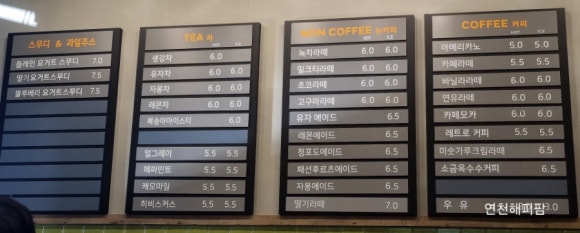 스무디 & 과일주스
플레인 요거트 스무디 7.0
딸기요거트스무디 7.5
블루베리 요거트 스무디 7.5
TEA 차
HOT ICE
생강차 6.0
유자차 6.0 6.0
자몽차 6.0 6.0
레몬차 6.0 6.0
복숭아아이스티 6.0
얼그레이 5.5 5.5
페퍼민트 5.5 5.5
캐모마일 5.5 5.5
히비스커스 5.5 5.5
NON COFFEE 논커피
HOT ICE
녹차라떼 6.0 6.0
밀크티라떼 6.0 6.0
초코라떼 6.0 6.0
고구마라떼 6.0 6.0
유자 에이드 6.5
레몬에이드 6.5
청포도에이드 6.5
패션후르츠에이드 6.5
자몽에이드 6.5
딸기라떼 7.0
COFFEE 커피
HOT ICE
아메리카노 5.0 5.0
카페라떼 5.5 5.5
바닐라라떼 6.0 6.0
연유라떼 6.0 6.0
카페모카 6.0 6.0
레트로 커피 5.5 5.5
미숫가루크림라떼 6.5
소금옥수수커피 6.5
우유
연천해피팜